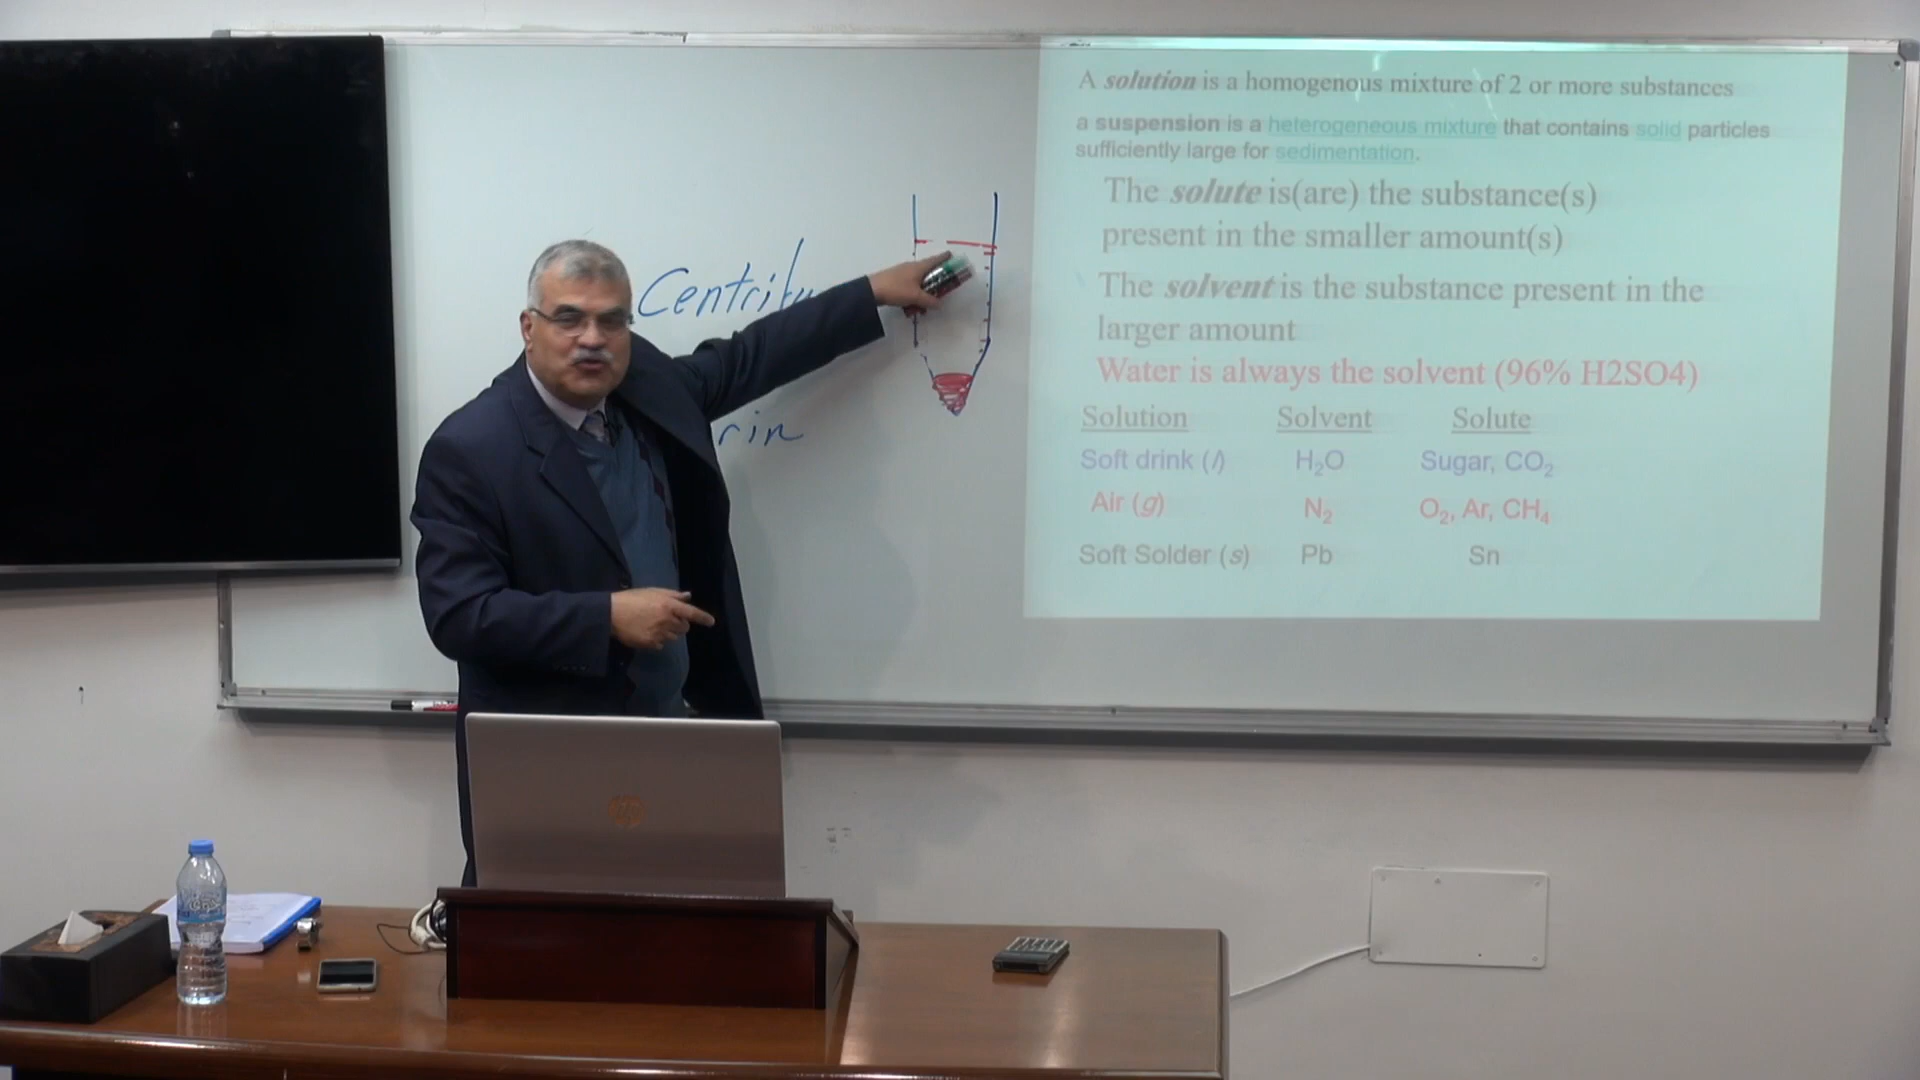 A solution is a homogenous mixture of 2 or more substances
a suspension is a heterogeneous mixture that contains solid particles
sufficiently large for sedimentation.
The solute is(are) the substance(s)
present in the smaller amount(s)
The solvent is the substance present in the
larger amount
Water is always the solvent (96% H2SO4)
Solution Solvent Solute
Soft drink (l) H₂O Sugar, CO₂
Air (g) N₂ O₂, Ar, CH₄
Soft Solder (s) Pb Sn
hp